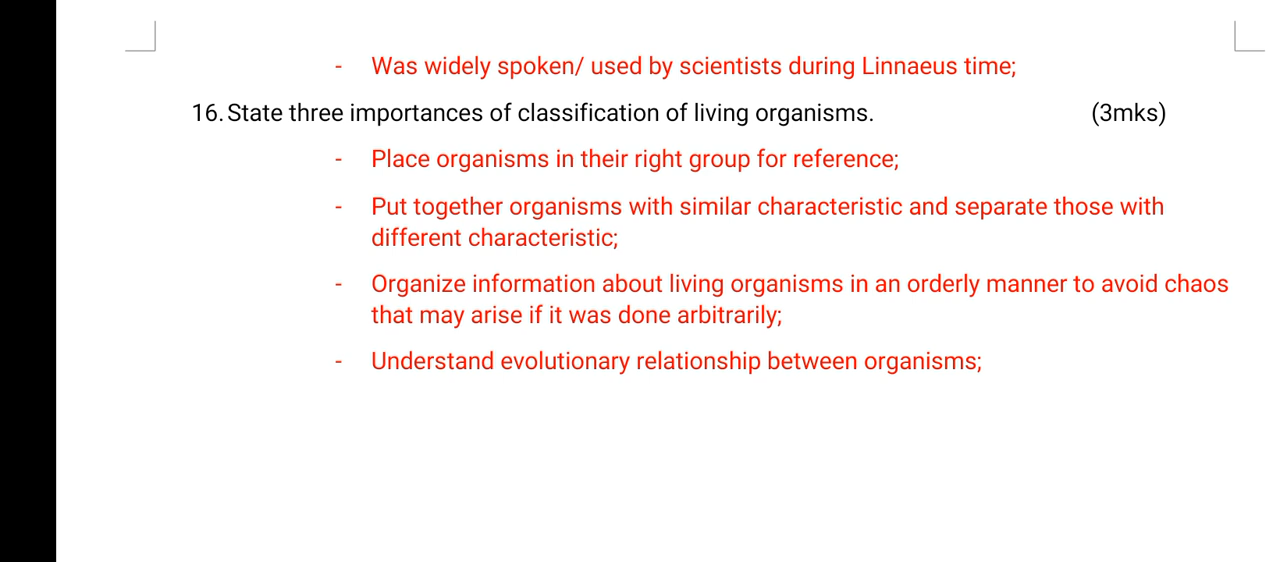 - Was widely spoken/ used by scientists during Linnaeus time;
16. State three importances of classification of living organisms. (3mks)
- Place organisms in their right group for reference;
- Put together organisms with similar characteristic and separate those with
different characteristic;
- Organize information about living organisms in an orderly manner to avoid chaos
that may arise if it was done arbitrarily;
- Understand evolutionary relationship between organisms;